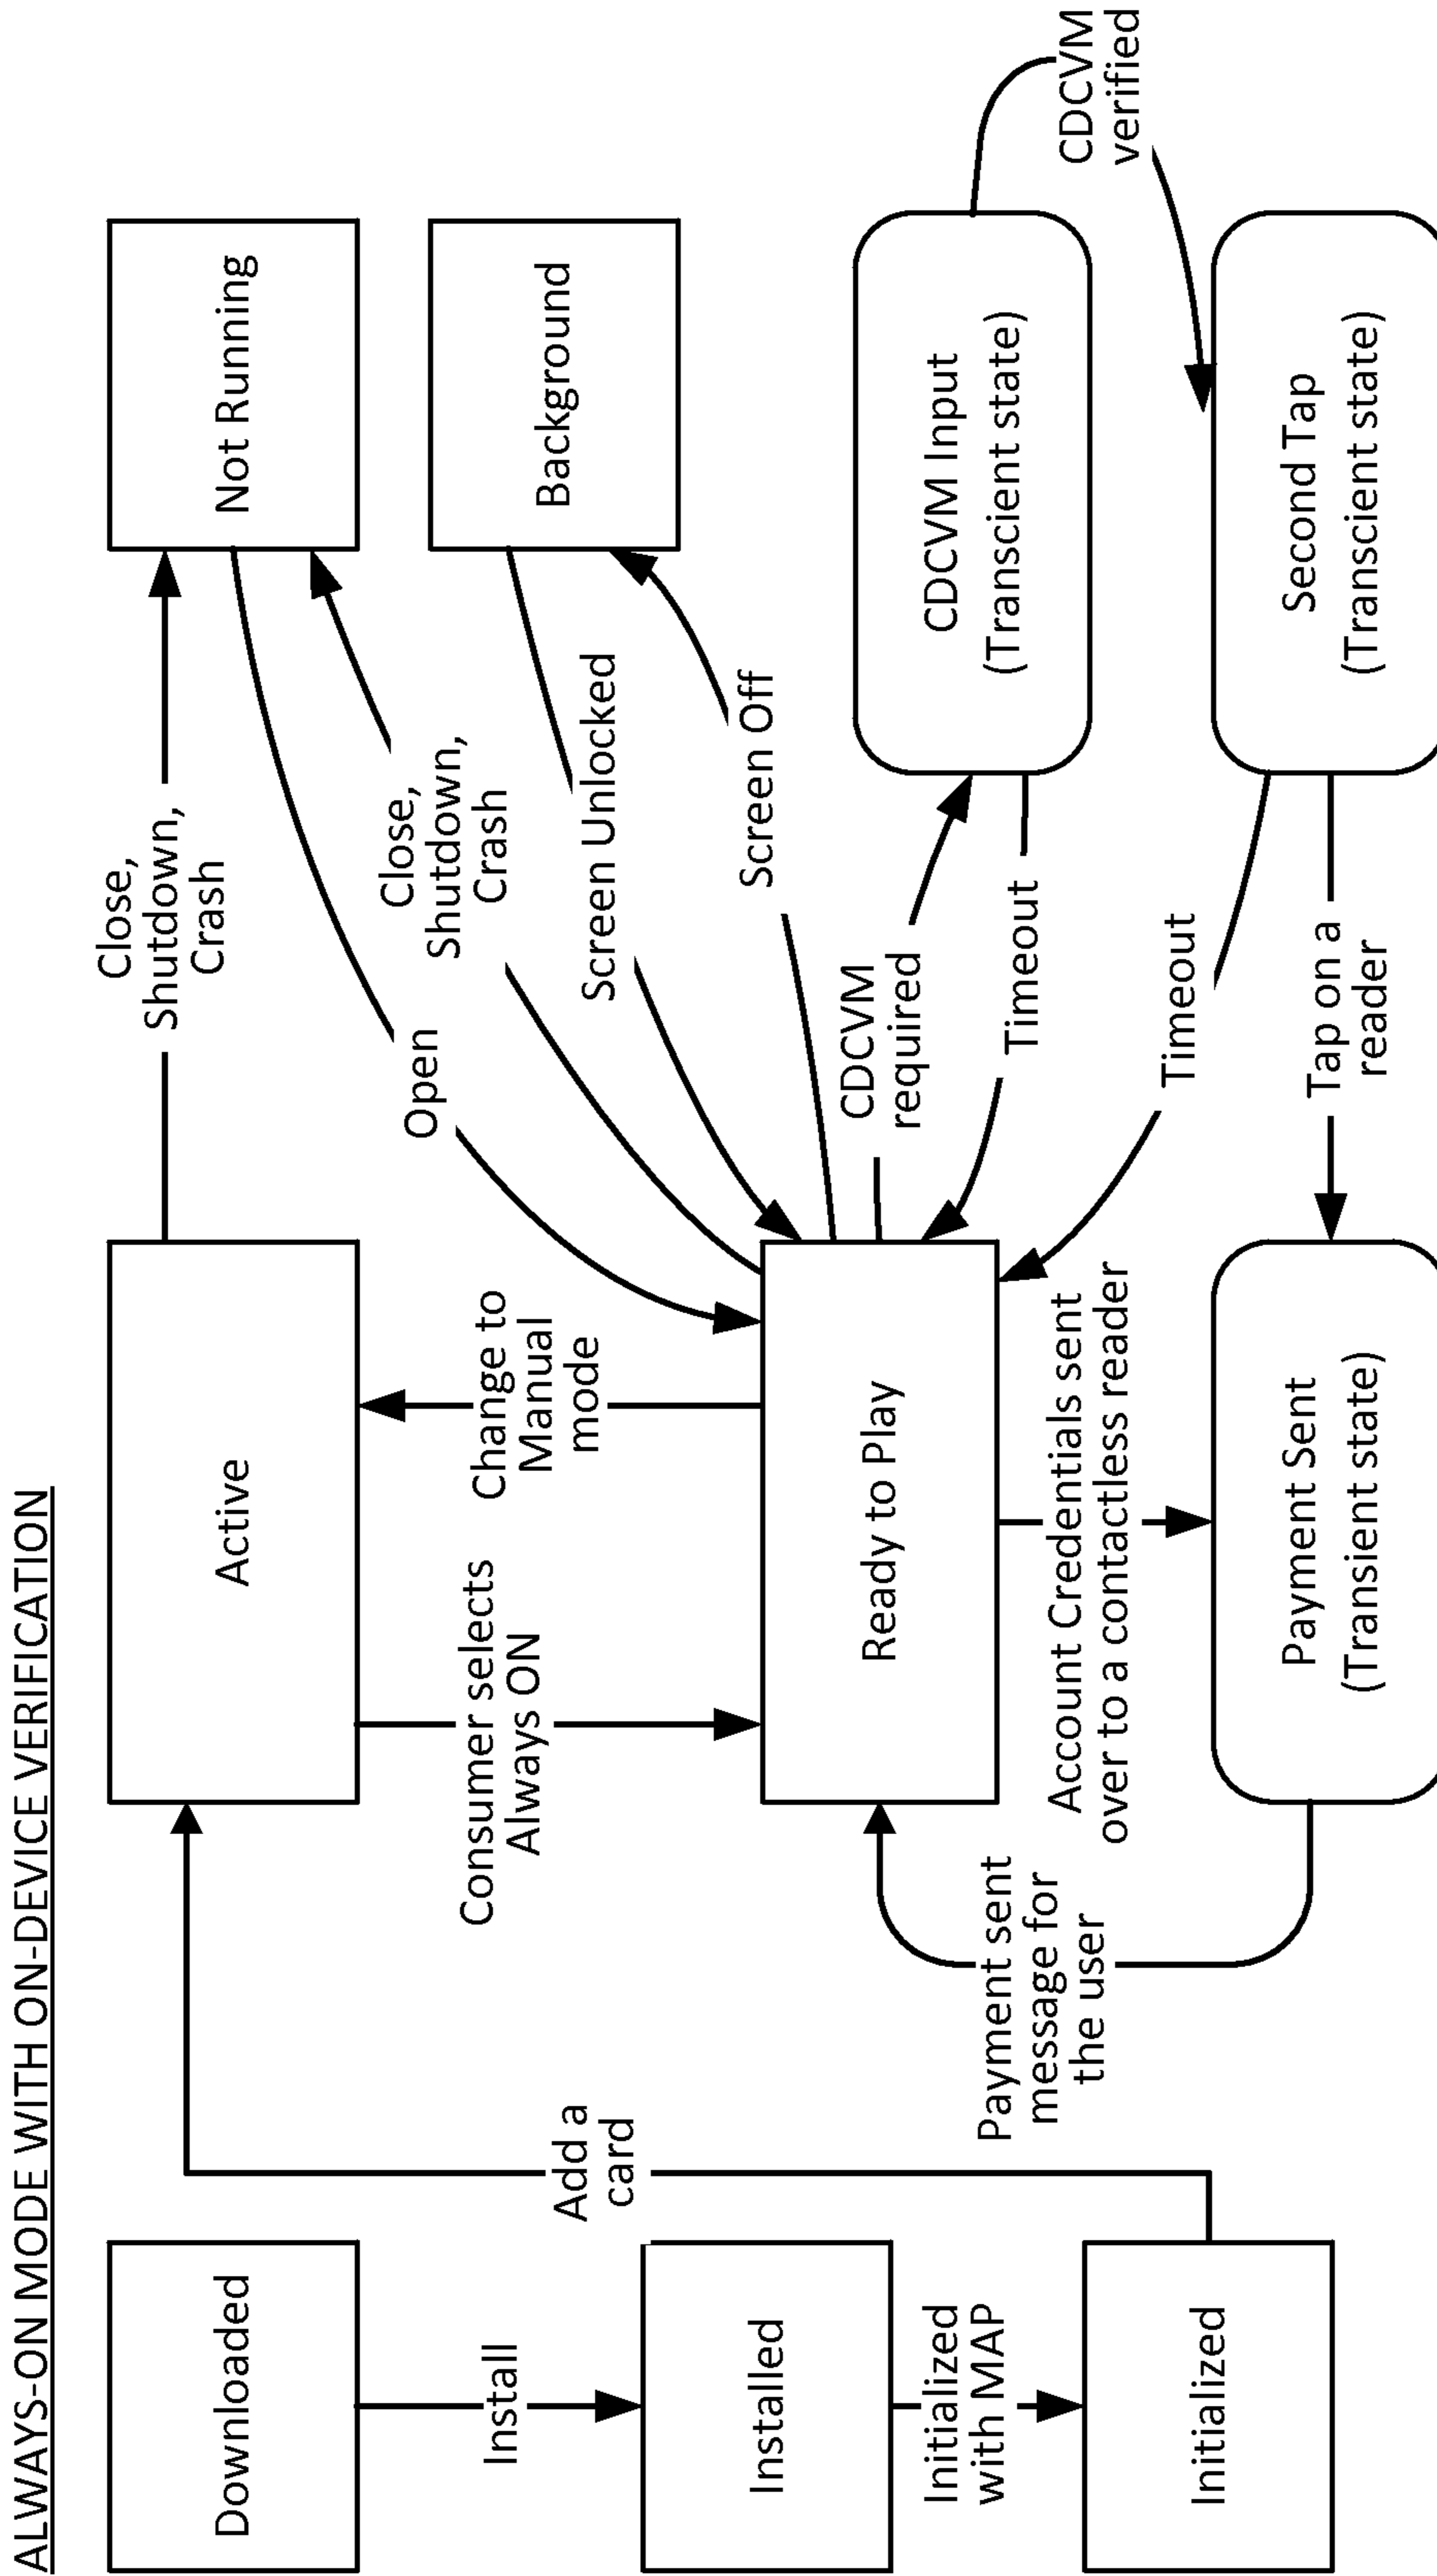 ALWAYS-ON MODE WITH ON-DEVICE VERIFICATION
Downloaded
Install
Installed
Initialized
with MAP
Initialized
Add a
card
Active
Consumer selects
Always ON
Change to
Manual
mode
Ready to Play
Payment sent
message for
the user
Account Credentials sent
over to a contactless reader
Payment Sent
(Transient state)
Close,
Shutdown,
Crash
Open
Close,
Shutdown,
Crash
Screen Unlocked
Screen Off
CDCVM
required
Timeout
Timeout
Tap on a
reader
Not Running
Background
CDCVM Input
(Transcient state)
CDCVM
verified
Second Tap
(Transcient state)